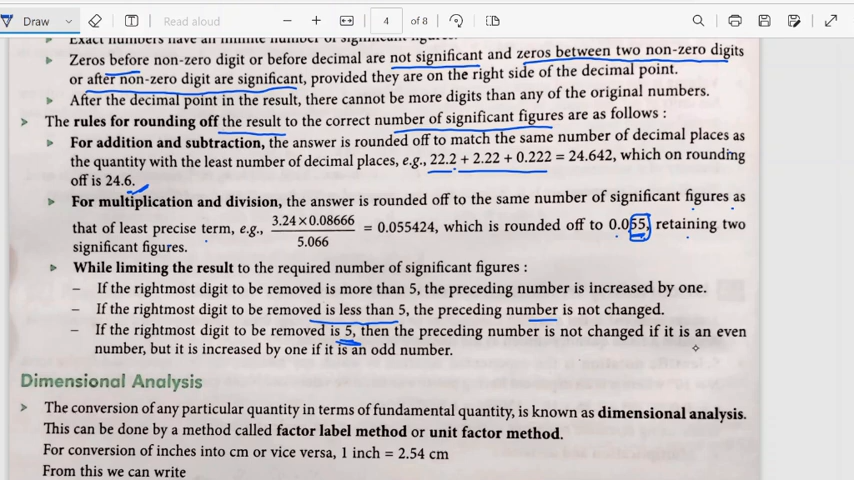 Draw
Read aloud
4 of 8
Exact numbers have an infinite number of significant figures.
Zeros before non-zero digit or before decimal are not significant and zeros between two non-zero digits
or after non-zero digit are significant, provided they are on the right side of the decimal point.
After the decimal point in the result, there cannot be more digits than any of the original numbers.
The rules for rounding off the result to the correct number of significant figures are as follows :
For addition and subtraction, the answer is rounded off to match the same number of decimal places as
the quantity with the least number of decimal places, e.g., 22.2 + 2.22 + 0.222 = 24.642, which on rounding
off is 24.6.
For multiplication and division, the answer is rounded off to the same number of significant figures as
that of least precise term, e.g., 3.24 × 0.08666 / 5.066 = 0.055424, which is rounded off to 0.055, retaining two
significant figures.
While limiting the result to the required number of significant figures :
– If the rightmost digit to be removed is more than 5, the preceding number is increased by one.
– If the rightmost digit to be removed is less than 5, the preceding number is not changed.
– If the rightmost digit to be removed is 5, then the preceding number is not changed if it is an even
number, but it is increased by one if it is an odd number.
Dimensional Analysis
The conversion of any particular quantity in terms of fundamental quantity, is known as dimensional analysis.
This can be done by a method called factor label method or unit factor method.
For conversion of inches into cm or vice versa, 1 inch = 2.54 cm
From this we can write